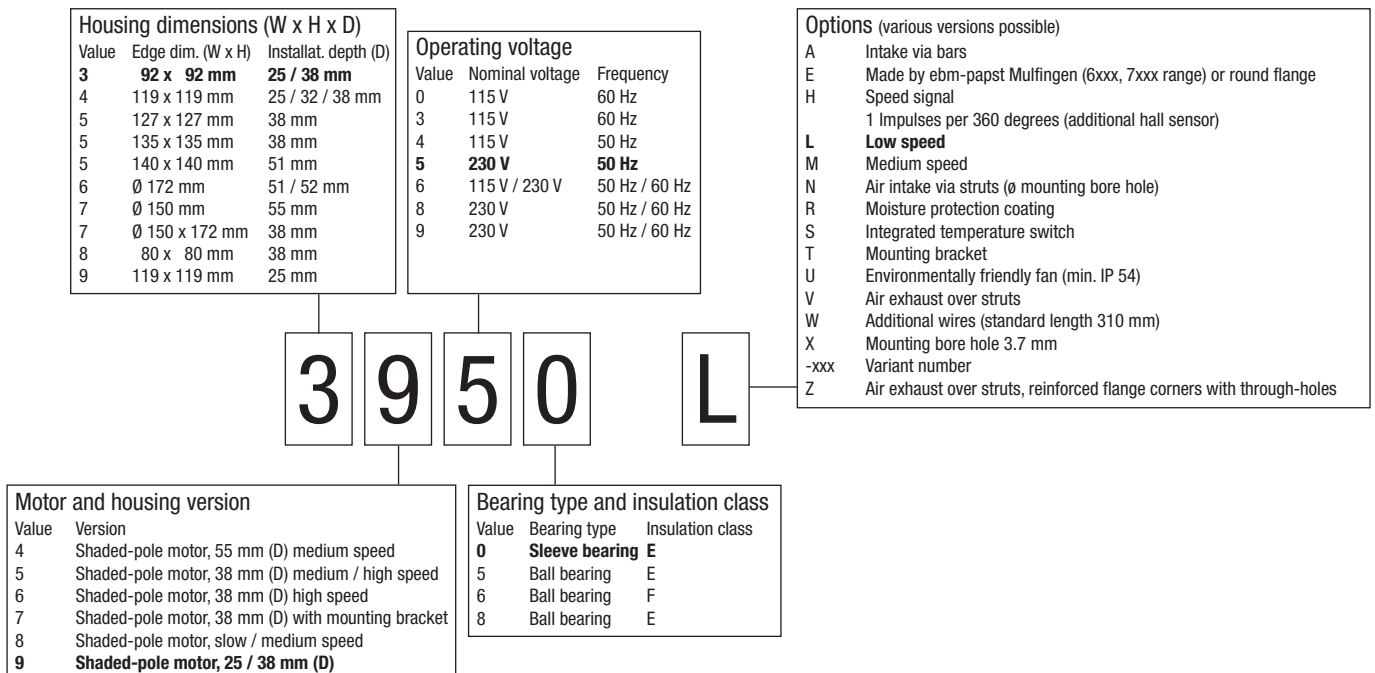 Housing dimensions (W x H x D)
Value Edge dim. (W x H) Installat. depth (D)
3 92 x 92 mm 25 / 38 mm
4 119 x 119 mm 25 / 32 / 38 mm
5 127 x 127 mm 38 mm
5 135 x 135 mm 38 mm
5 140 x 140 mm 51 mm
6 Ø 172 mm 51 / 52 mm
7 Ø 150 mm 55 mm
7 Ø 150 x 172 mm 38 mm
8 80 x 80 mm 38 mm
9 119 x 119 mm 25 mm
Operating voltage
Value Nominal voltage Frequency
0 115 V 60 Hz
3 115 V 60 Hz
4 115 V 50 Hz
5 230 V 50 Hz
6 115 V / 230 V 50 Hz / 60 Hz
8 230 V 50 Hz / 60 Hz
9 230 V 50 Hz / 60 Hz
Options (various versions possible)
A Intake via bars
E Made by ebm-papst Mulfingen (6xxx, 7xxx range) or round flange
H Speed signal
1 Impulses per 360 degrees (additional hall sensor)
L Low speed
M Medium speed
N Air intake via struts (ø mounting bore hole)
R Moisture protection coating
S Integrated temperature switch
T Mounting bracket
U Environmentally friendly fan (min. IP 54)
V Air exhaust over struts
W Additional wires (standard length 310 mm)
X Mounting bore hole 3.7 mm
-xxx Variant number
Z Air exhaust over struts, reinforced flange corners with through-holes
3 9 5 0 L
Motor and housing version
Value Version
4 Shaded-pole motor, 55 mm (D) medium speed
5 Shaded-pole motor, 38 mm (D) medium / high speed
6 Shaded-pole motor, 38 mm (D) high speed
7 Shaded-pole motor, 38 mm (D) with mounting bracket
8 Shaded-pole motor, slow / medium speed
9 Shaded-pole motor, 25 / 38 mm (D)
Bearing type and insulation class
Value Bearing type Insulation class
0 Sleeve bearing E
5 Ball bearing E
6 Ball bearing F
8 Ball bearing E